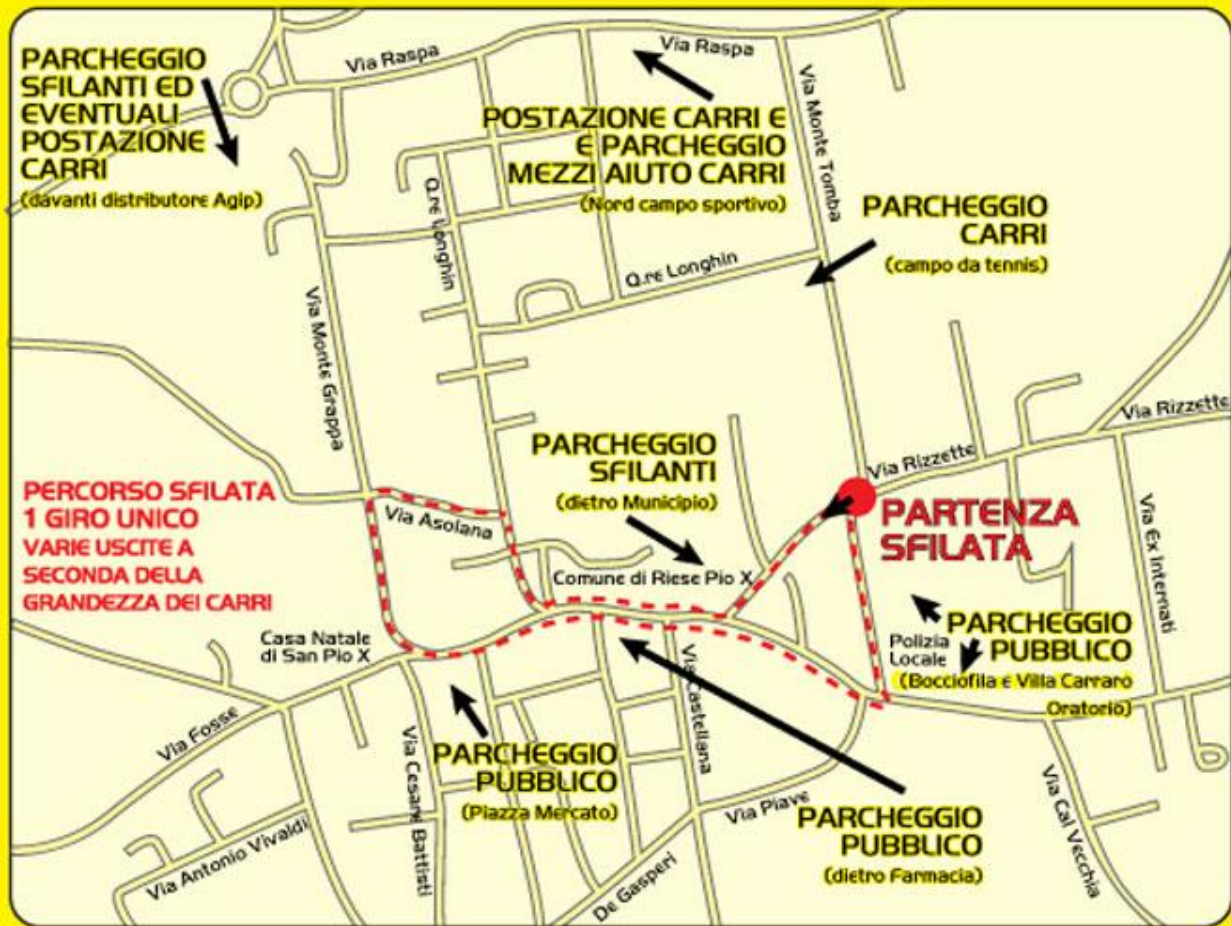 PARCHEGGIO
SFILANTI ED
EVENTUALI
POSTAZIONE
CARRI
(davanti distributore Agip)
Via Raspa
Via Raspa
POSTAZIONE CARRI E
E PARCHEGGIO
MEZZI AIUTO CARRI
(Nord campo sportivo)
Via Monte Tomba
PARCHEGGIO
CARRI
(campo da tennis)
Q.re Longhin
Q.re Longhin
Via Monte Grappa
Via Rizzette
Via Rizzette
PARCHEGGIO
SFILANTI
(dietro Municipio)
PERCORSO SFILATA
1 GIRO UNICO
VARIE USCITE A
SECONDA DELLA
GRANDEZZA DEI CARRI
Via Asolana
PARTENZA
SFILATA
Via Ex Internati
Comune di Riese Pio X
Casa Natale
di San Pio X
Polizia
Locale
PARCHEGGIO
PUBBLICO
(Bocciofila e Villa Carraro
Oratorio)
Via Fosse
Via Cesare Battisti
PARCHEGGIO
PUBBLICO
(Piazza Mercato)
Via Castellana
Via Piave
PARCHEGGIO
PUBBLICO
(dietro Farmacia)
Via Cal Vecchia
Via Antonio Vivaldi
De Gasperi